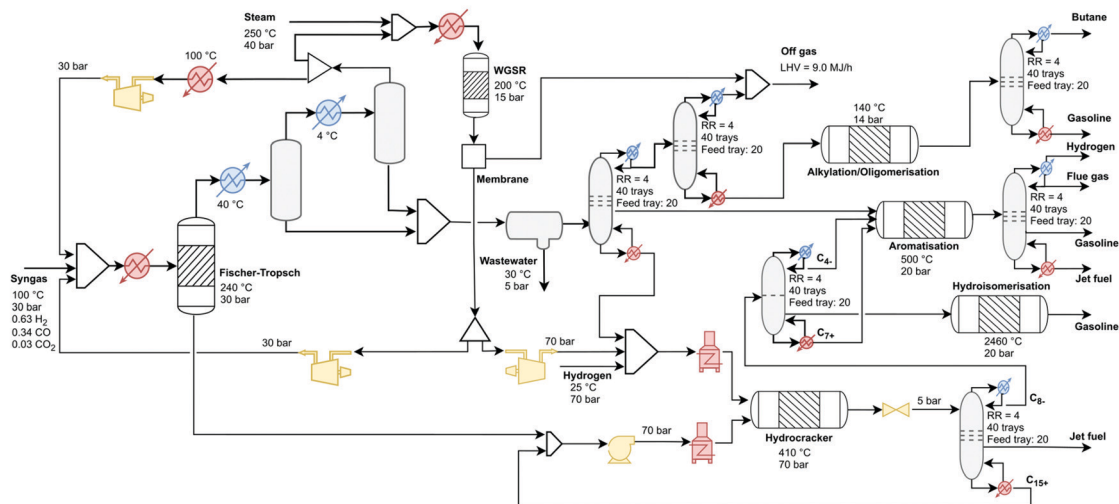 Steam
250 °C
40 bar
30 bar
100 °C
WGSR
200 °C
15 bar
4 °C
Membrane
40 °C
Fischer-Tropsch
240 °C
30 bar
Syngas
100 °C
30 bar
0.63 H2
0.34 CO
0.03 CO2
Wastewater
30 °C
5 bar
30 bar
70 bar
Hydrogen
25 °C
70 bar
70 bar
RR = 4
40 trays
Feed tray: 20
RR = 4
40 trays
Feed tray: 20
Off gas
LHV = 9.0 MJ/h
140 °C
14 bar
Alkylation/Oligomerisation
Butane
RR = 4
40 trays
Feed tray: 20
Gasoline
Hydrogen
Flue gas
RR = 4
40 trays
Feed tray: 20
Gasoline
Jet fuel
Aromatisation
500 °C
20 bar
C4-
RR = 4
40 trays
Feed tray: 20
C7+
Hydroisomerisation
2460 °C
20 bar
Gasoline
Hydrocracker
410 °C
70 bar
5 bar
C8-
RR = 4
40 trays
Feed tray: 20
Jet fuel
C15+